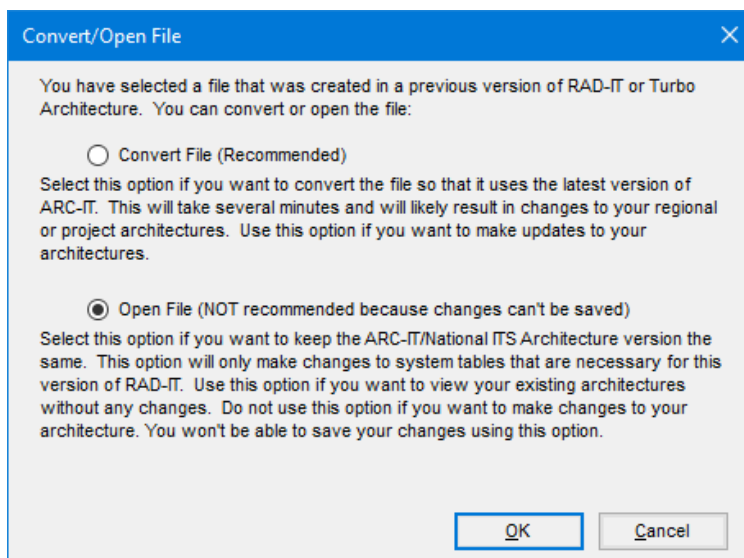 Convert/Open File
You have selected a file that was created in a previous version of RAD-IT or Turbo
Architecture. You can convert or open the file:
Convert File (Recommended)
Select this option if you want to convert the file so that it uses the latest version of
ARC-IT. This will take several minutes and will likely result in changes to your regional
or project architectures. Use this option if you want to make updates to your
architectures.
Open File (NOT recommended because changes can't be saved)
Select this option if you want to keep the ARC-IT/National ITS Architecture version the
same. This option will only make changes to system tables that are necessary for this
version of RAD-IT. Use this option if you want to view your existing architectures
without any changes. Do not use this option if you want to make changes to your
architecture. You won't be able to save your changes using this option.
OK
Cancel